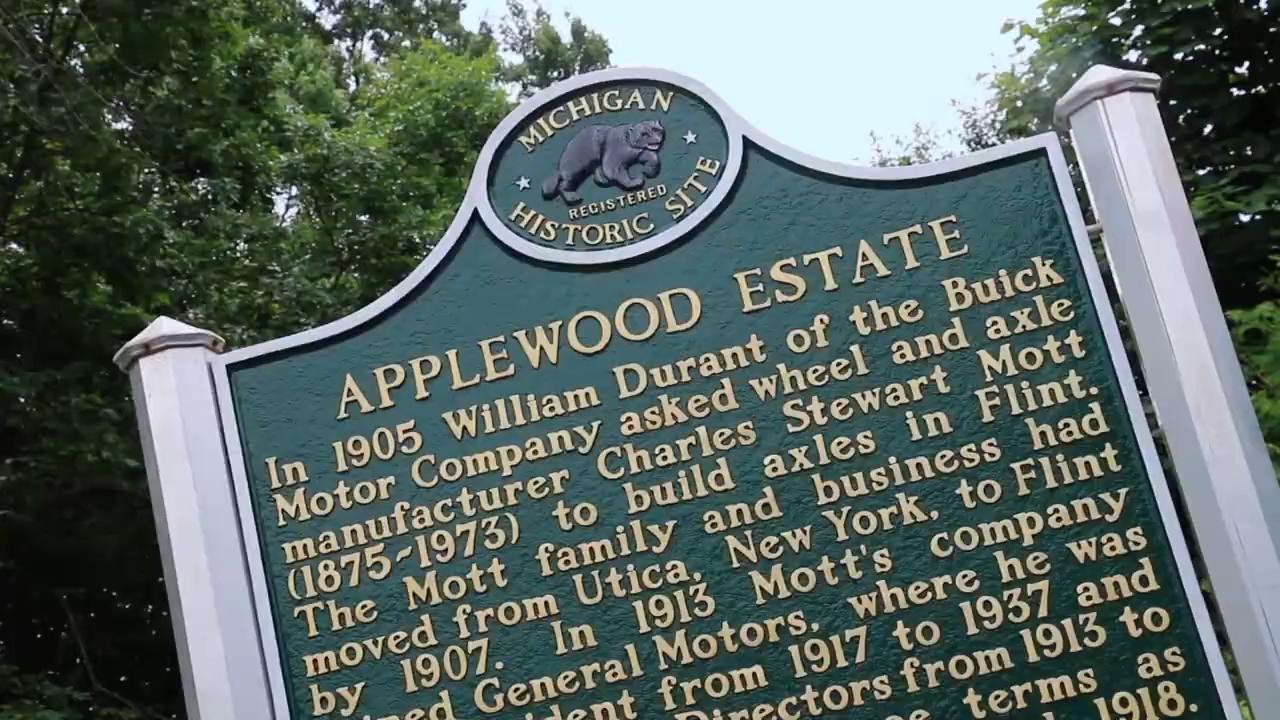 MICHIGAN
REGISTERED
HISTORIC SITE
APPLEWOOD ESTATE
In 1905 William Durant of the Buick
Motor Company asked wheel and axle
manufacturer Charles Stewart Mott
(1875~1973) to build axles in Flint.
The Mott family and business had
moved from Utica, New York, to Flint
by 1907. In 1913 Mott's company
General Motors, where he was
from 1917 to 1937 and
Directors from 1913 to
terms as
1918.